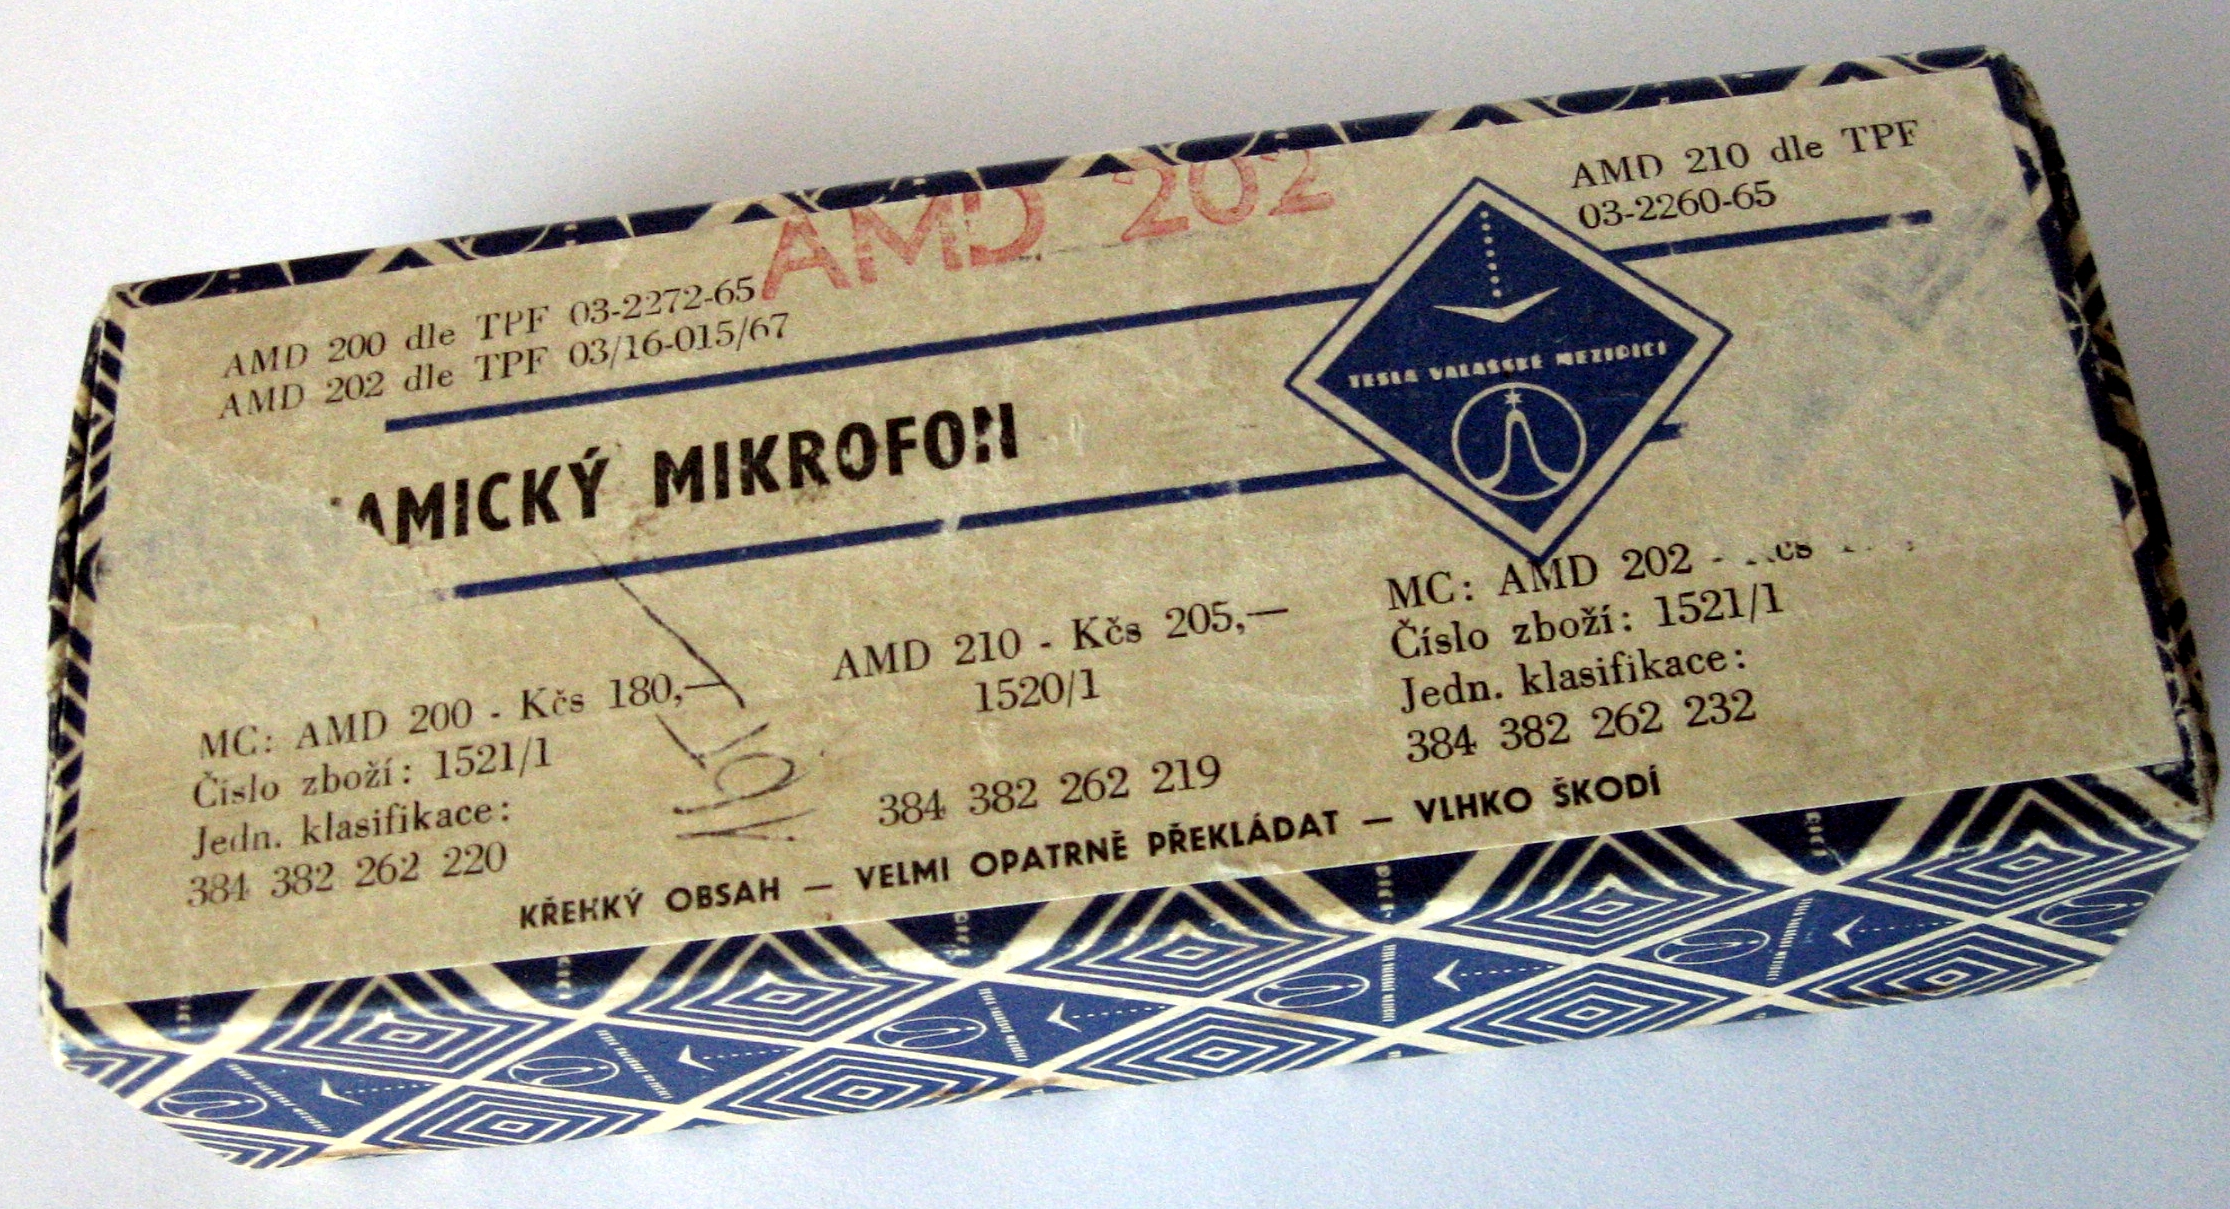 AMD 202
AMD 200 dle TPF 03-2272-65
AMD 202 dle TPF 03/16-015/67
AMD 210 dle TPF
03-2260-65
AMICKÝ MIKROFON
TESLA VALAŠSKÉ MEZIŘÍČÍ
MC: AMD 200 - Kčs 180,—
Číslo zboží: 1521/1
Jedn. klasifikace:
384 382 262 220
AMD 210 - Kčs 205,—
1520/1
384 382 262 219
MC: AMD 202 - Kčs
Číslo zboží: 1521/1
Jedn. klasifikace:
384 382 262 232
KŘEHKÝ OBSAH — VELMI OPATRNĚ PŘEKLÁDAT — VLHKO ŠKODÍ